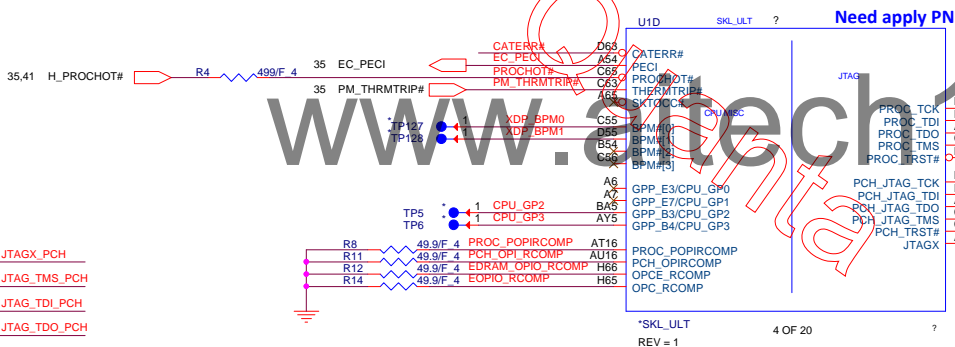 Need apply PN
U1D SKL_ULT ?
35,41 H_PROCHOT# R4 499/F_4
35 EC_PECI
35 PM_THRMTRIP#
CATERR# D63 CATERR#
EC_PECI A54 PECI
PROCHOT# C65 PROCHOT#
PM_THRMTRIP# C63 THERMTRIP#
A65 SKTOCC#
CPU MISC
JTAG
*TP127 1 XDP_BPM0 C55 BPM#[0]
*TP128 1 XDP_BPM1 D55 BPM#[1]
B54 BPM#[2]
C56 BPM#[3]
A6 GPP_E3/CPU_GP0
A7 GPP_E7/CPU_GP1
TP5 * 1 CPU_GP2 BA5 GPP_B3/CPU_GP2
TP6 * 1 CPU_GP3 AY5 GPP_B4/CPU_GP3
R8 49.9/F_4 PROC_POPIRCOMP AT16 PROC_POPIRCOMP
R11 49.9/F_4 PCH_OPI_RCOMP AU16 PCH_OPIRCOMP
R12 49.9/F_4 EDRAM_OPIO_RCOMP H66 OPCE_RCOMP
R14 49.9/F_4 EOPIO_RCOMP H65 OPC_RCOMP
PROC_TCK
PROC_TDI
PROC_TDO
PROC_TMS
PROC_TRST#
PCH_JTAG_TCK
PCH_JTAG_TDI
PCH_JTAG_TDO
PCH_JTAG_TMS
PCH_TRST#
JTAGX
JTAGX_PCH
JTAG_TMS_PCH
JTAG_TDI_PCH
JTAG_TDO_PCH
*SKL_ULT 4 OF 20 ?
REV = 1
Quanta